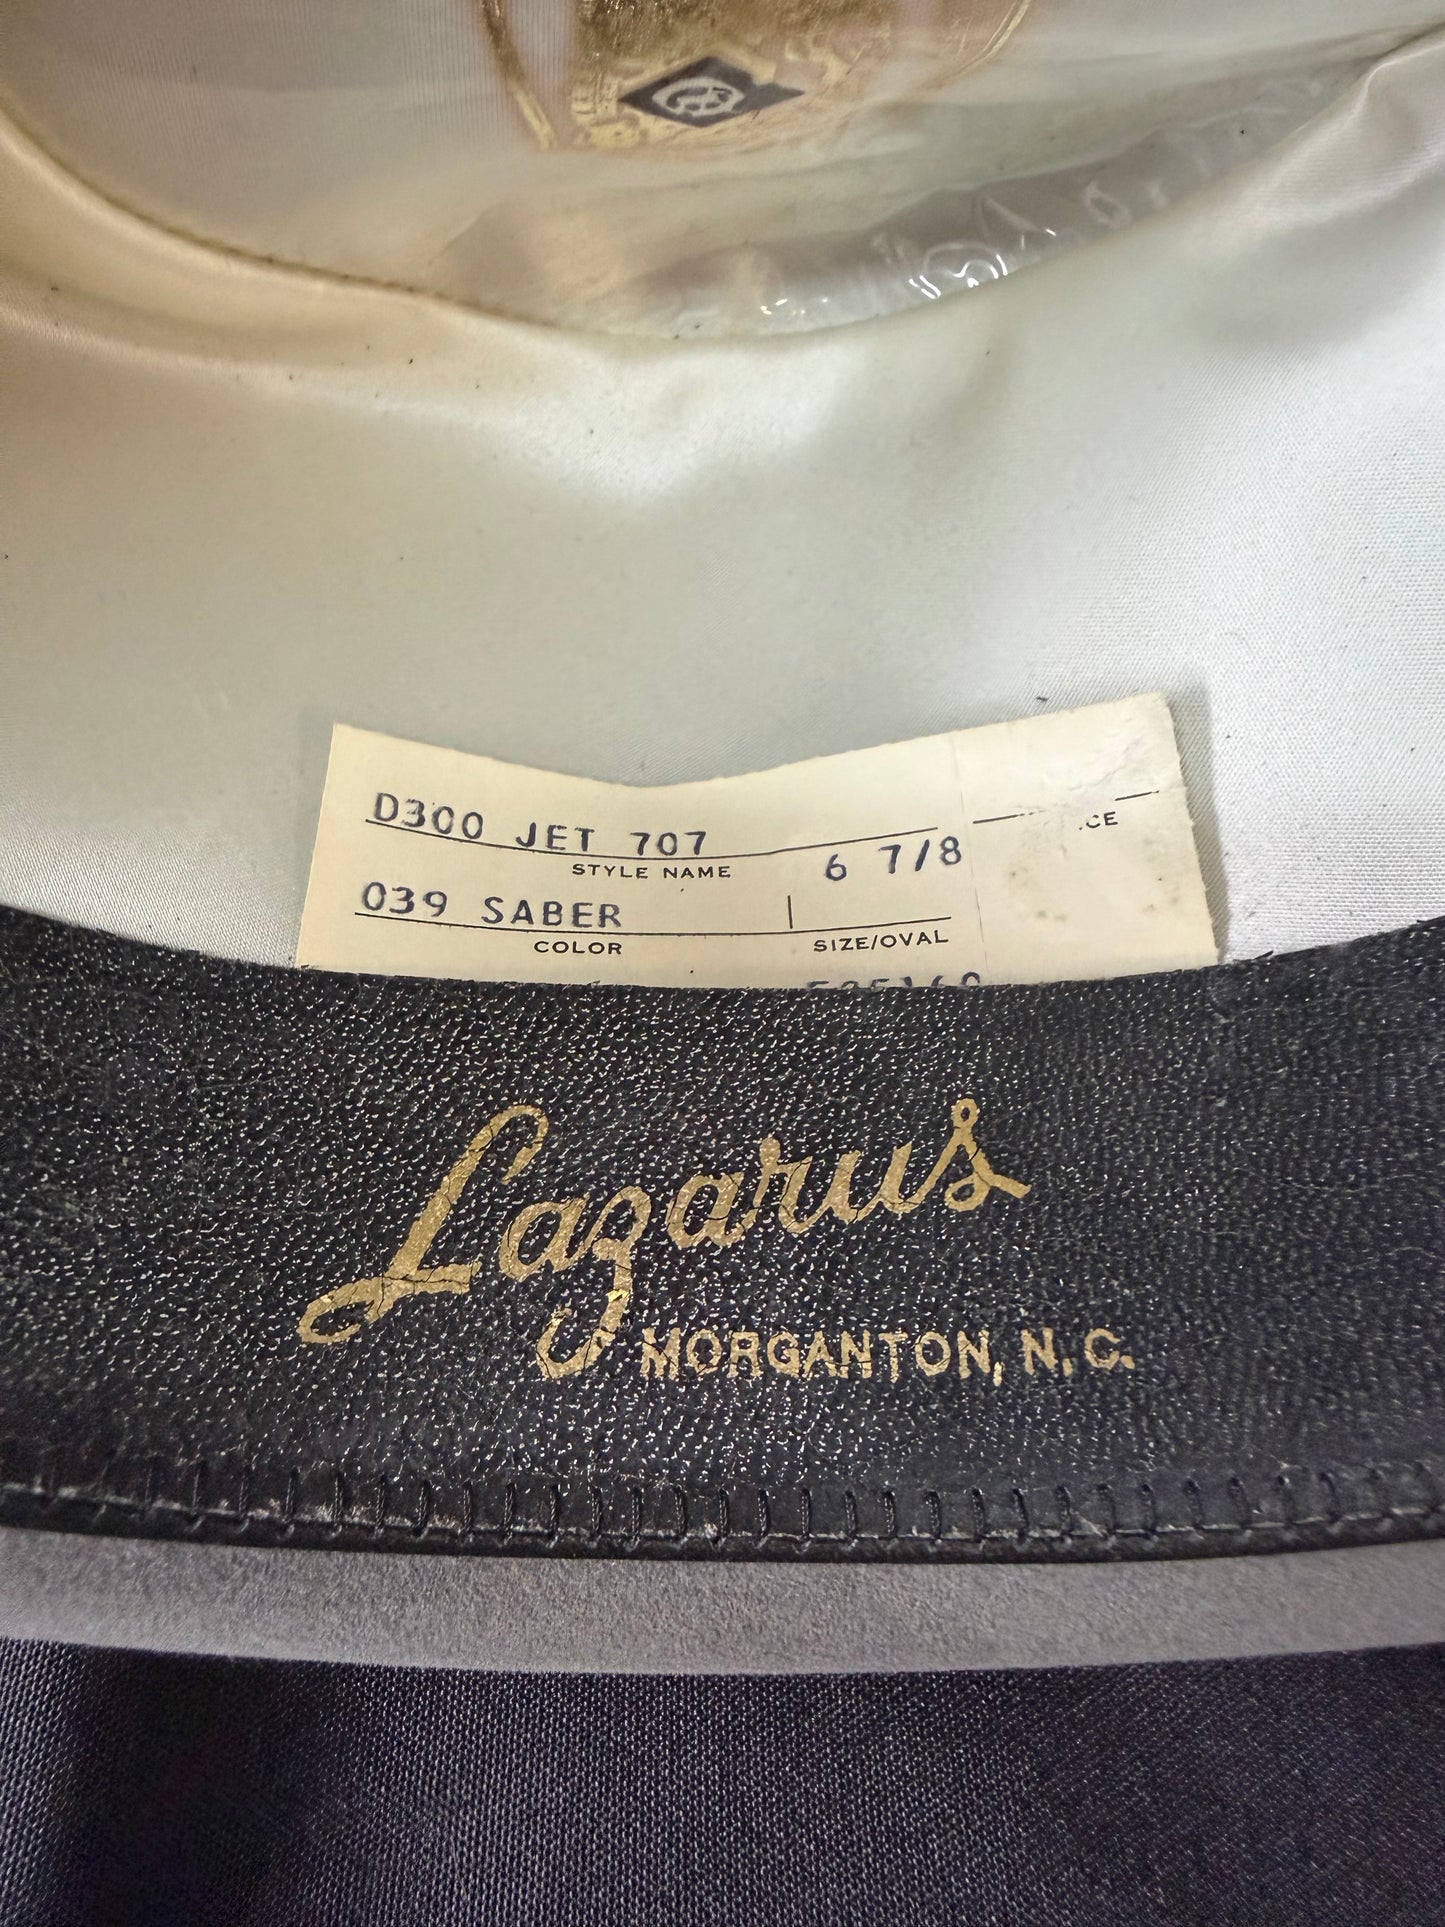 D300 JET 707
STYLE NAME
6 7/8
039 SABER
COLOR
SIZE/OVAL
Lazarus
MORGANTON, N.C.